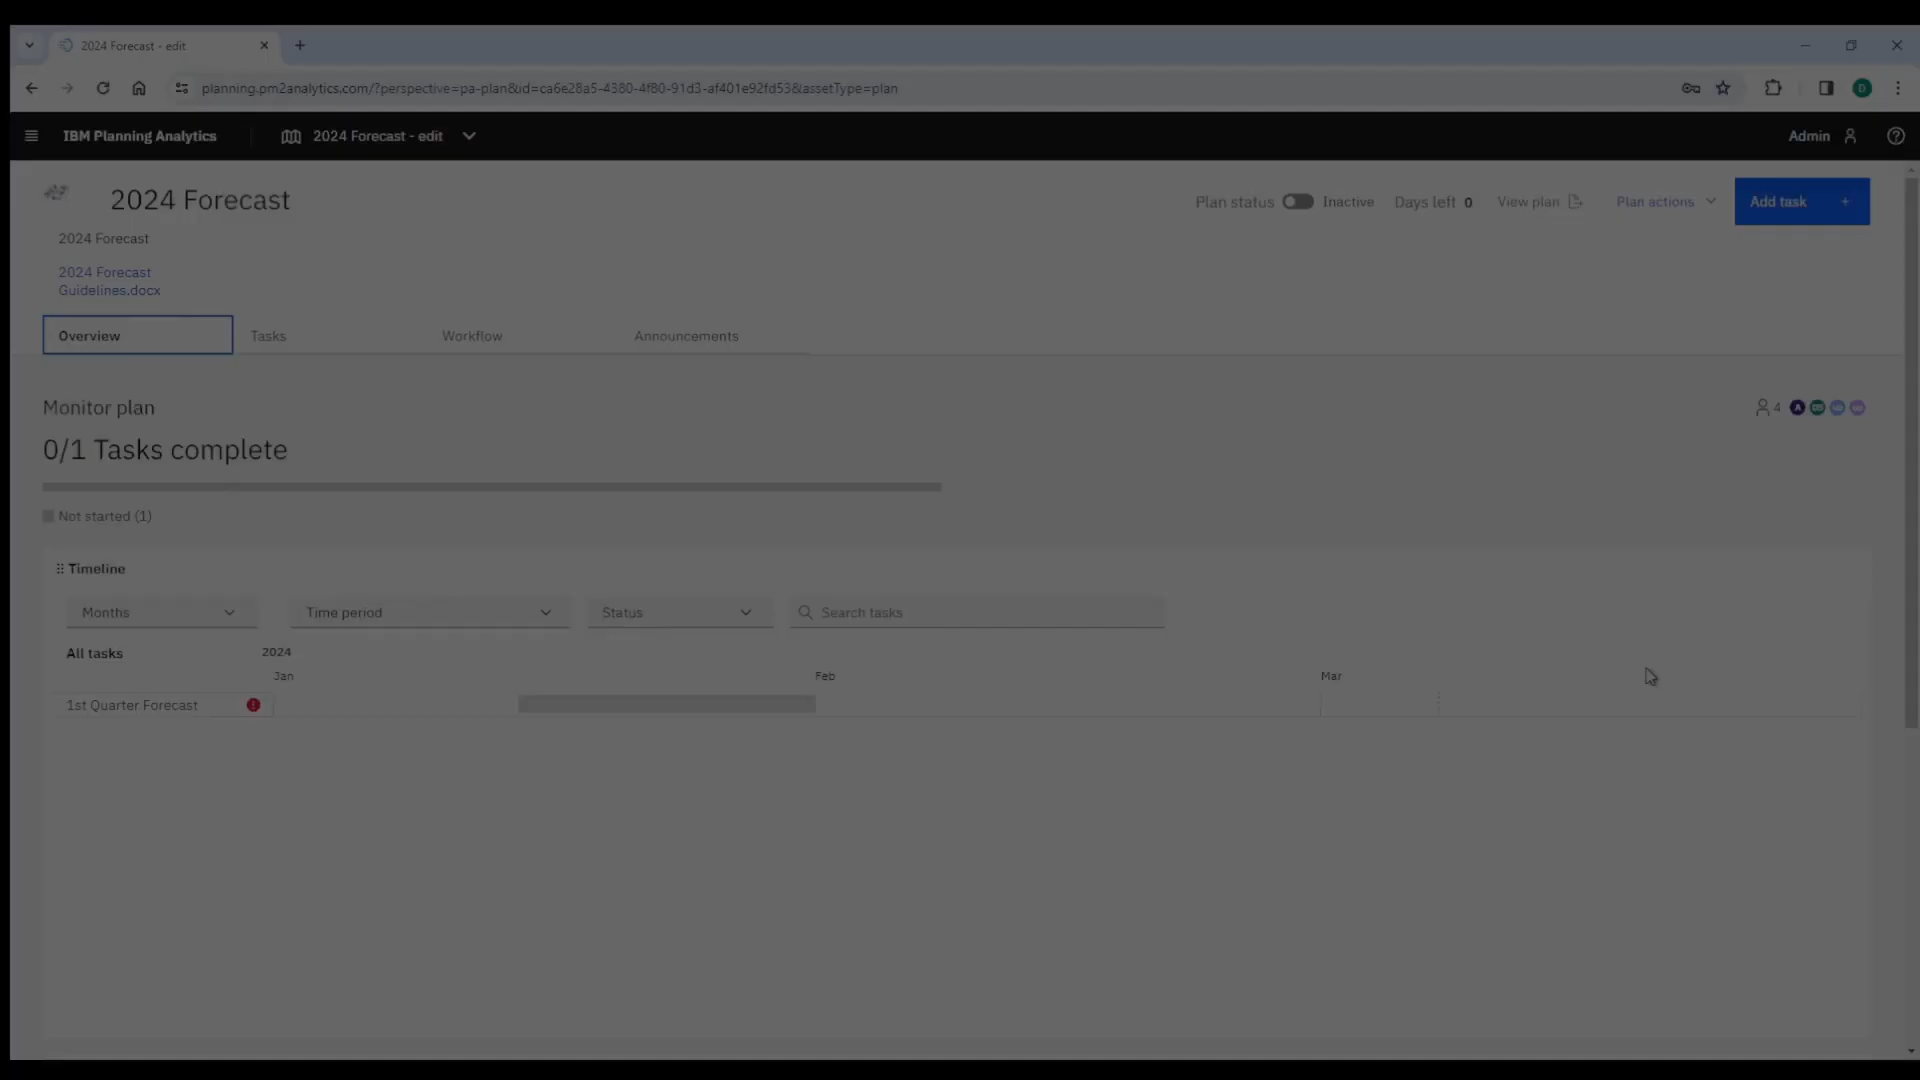 2024 Forecast - edit
planning.pm2analytics.com/?perspective=pa-plan&id=ca6e28a5-4380-4f80-91d3-af401e92fd53&assetType=plan
D
IBM Planning Analytics
2024 Forecast - edit
Admin
2024 Forecast
Plan status
Inactive
Days left 0
View plan
Plan actions
Add task +
2024 Forecast
2024 Forecast
Guidelines.docx
Overview
Tasks
Workflow
Announcements
Monitor plan
4
A
0/1 Tasks complete
Not started (1)
Timeline
Months
Time period
Status
Search tasks
All tasks
2024
Jan
Feb
Mar
1st Quarter Forecast